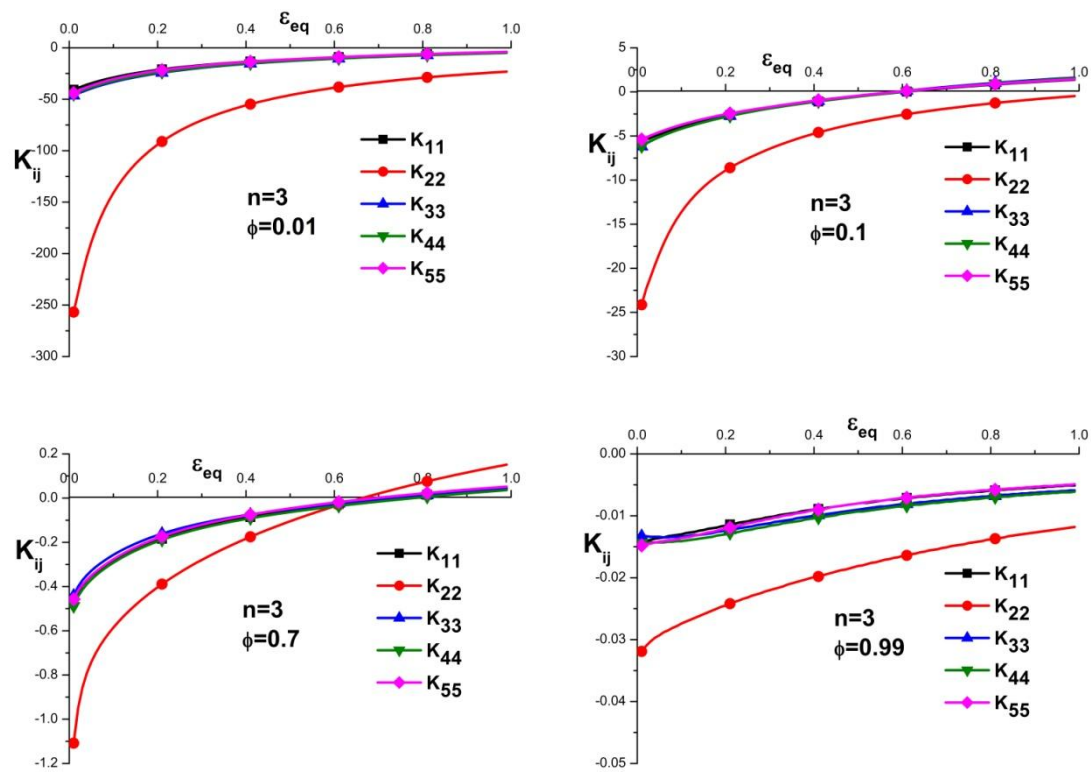 ε_eq
0.0 0.2 0.4 0.6 0.8 1.0
0
-50
-100
-150
-200
-250
-300
K_ij
n=3
ϕ=0.01
K_11
K_22
K_33
K_44
K_55
0.0 0.2 0.4 0.6 0.8 1.0
ε_eq
5
0
-5
-10
-15
-20
-25
-30
K_ij
n=3
ϕ=0.1
K_11
K_22
K_33
K_44
K_55
0.0 0.2 0.4 0.6 0.8 1.0
ε_eq
0.2
0.0
-0.2
-0.4
-0.6
-0.8
-1.0
-1.2
K_ij
n=3
ϕ=0.7
K_11
K_22
K_33
K_44
K_55
ε_eq
0.0 0.2 0.4 0.6 0.8 1.0
0.00
-0.01
-0.02
-0.03
-0.04
-0.05
K_ij
n=3
ϕ=0.99
K_11
K_22
K_33
K_44
K_55